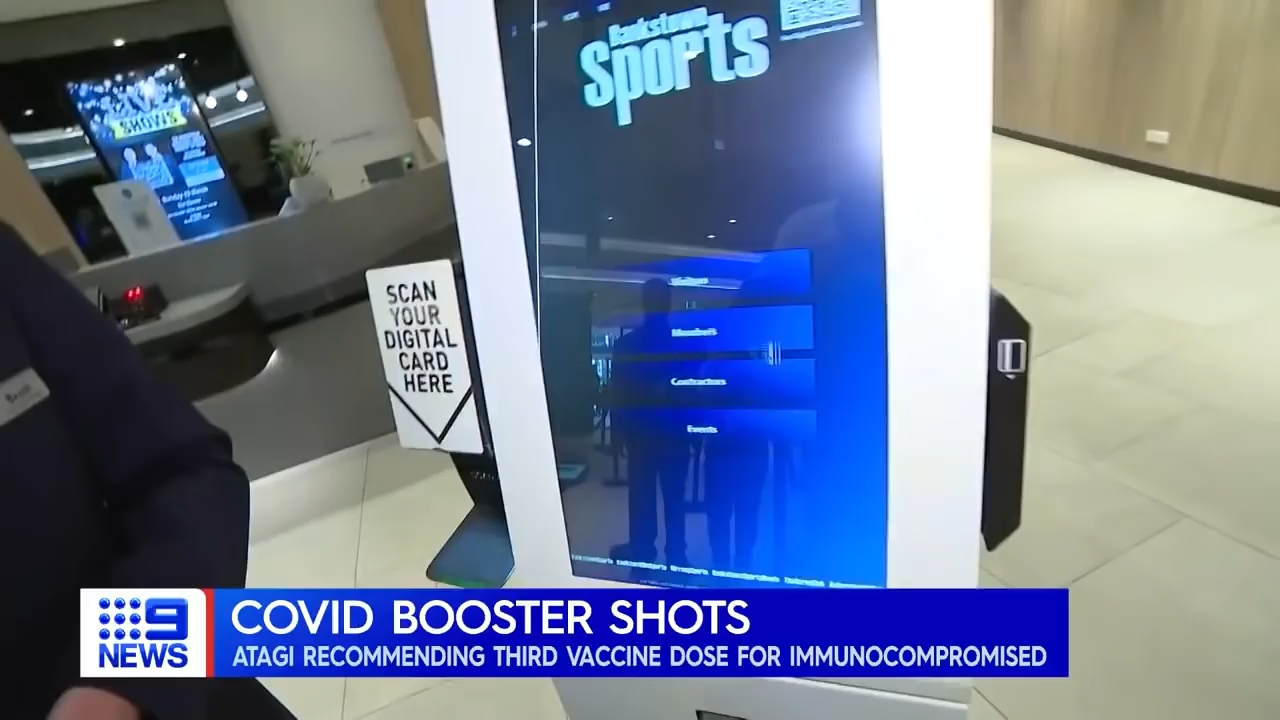 Bankstown
Sports
SHOWS
SCAN
YOUR
DIGITAL
CARD
HERE
Visitors
Members
Contractors
Events
9
NEWS
COVID BOOSTER SHOTS
ATAGI RECOMMENDING THIRD VACCINE DOSE FOR IMMUNOCOMPROMISED